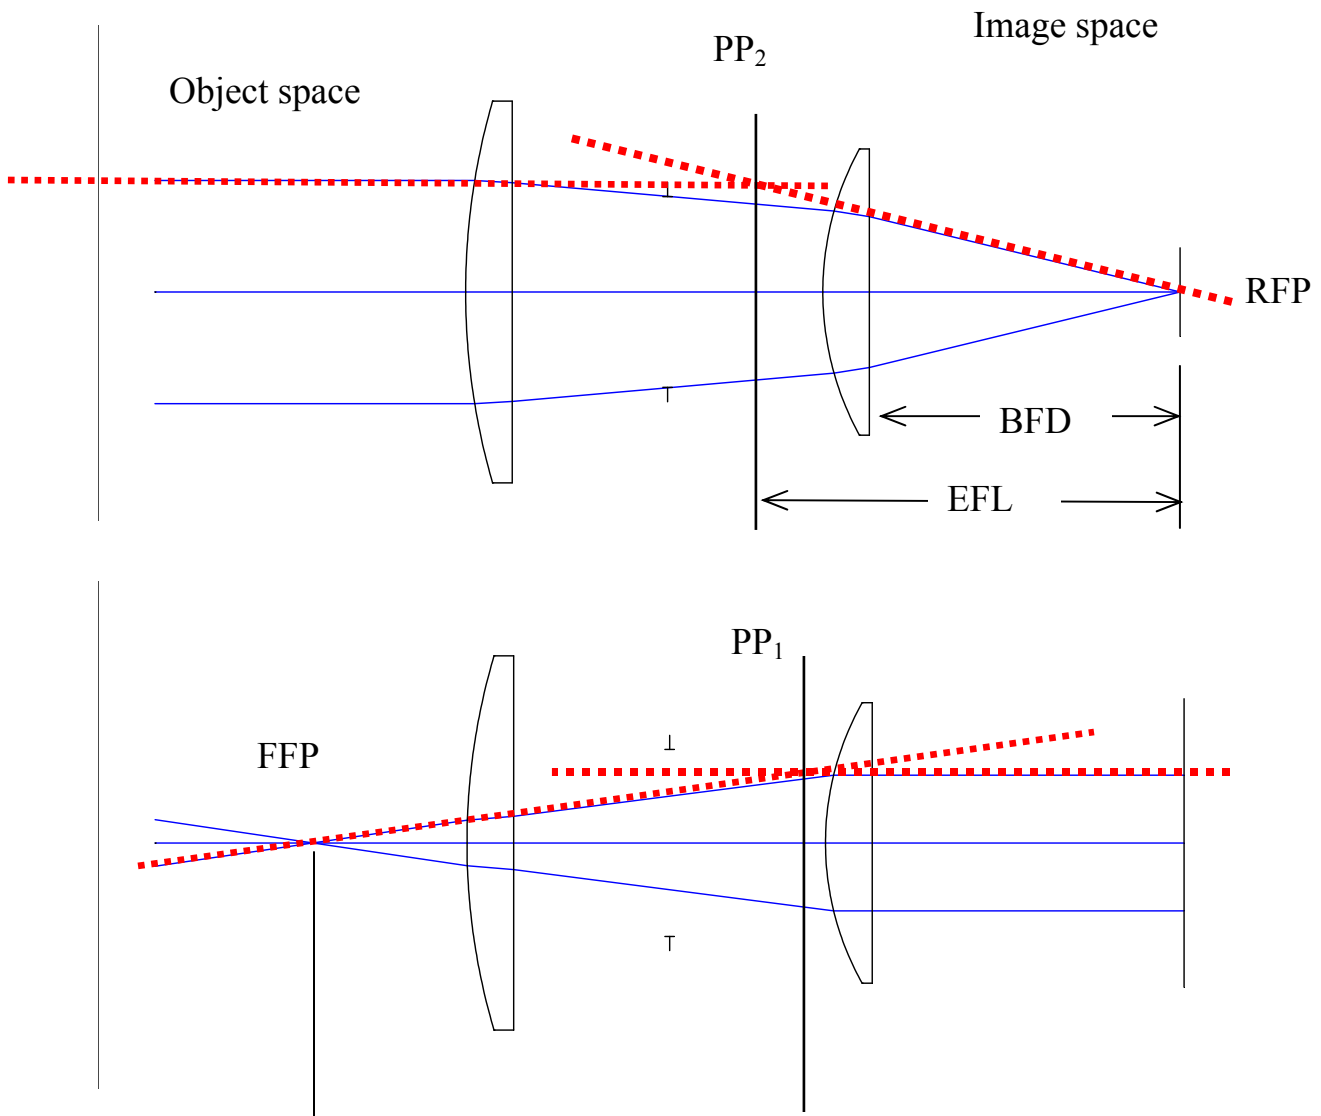 Image space
PP₂
Object space
RFP
BFD
EFL
PP₁
FFP